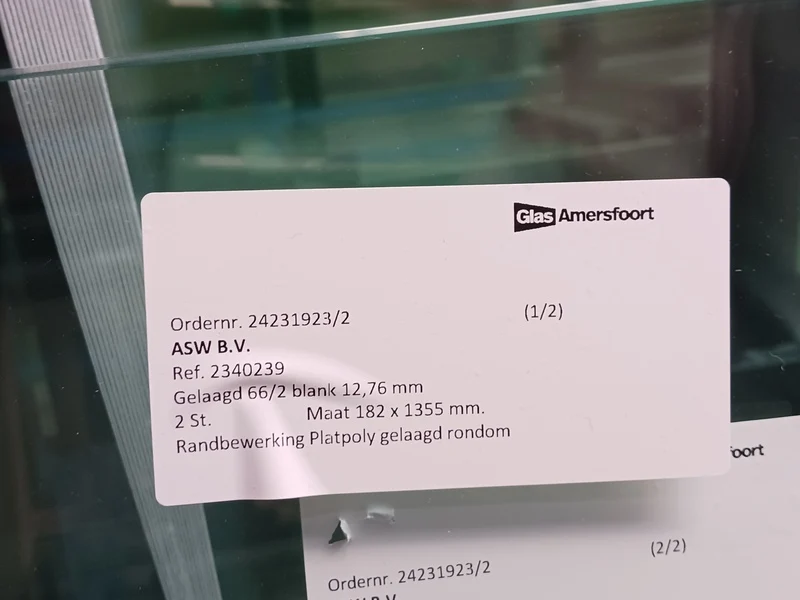 Glas Amersfoort
Ordernr. 24231923/2 (1/2)
ASW B.V.
Ref. 2340239
Gelaagd 66/2 blank 12,76 mm
2 St. Maat 182 x 1355 mm.
Randbewerking Platpoly gelaagd rondom
foort
(2/2)
Ordernr. 24231923/2